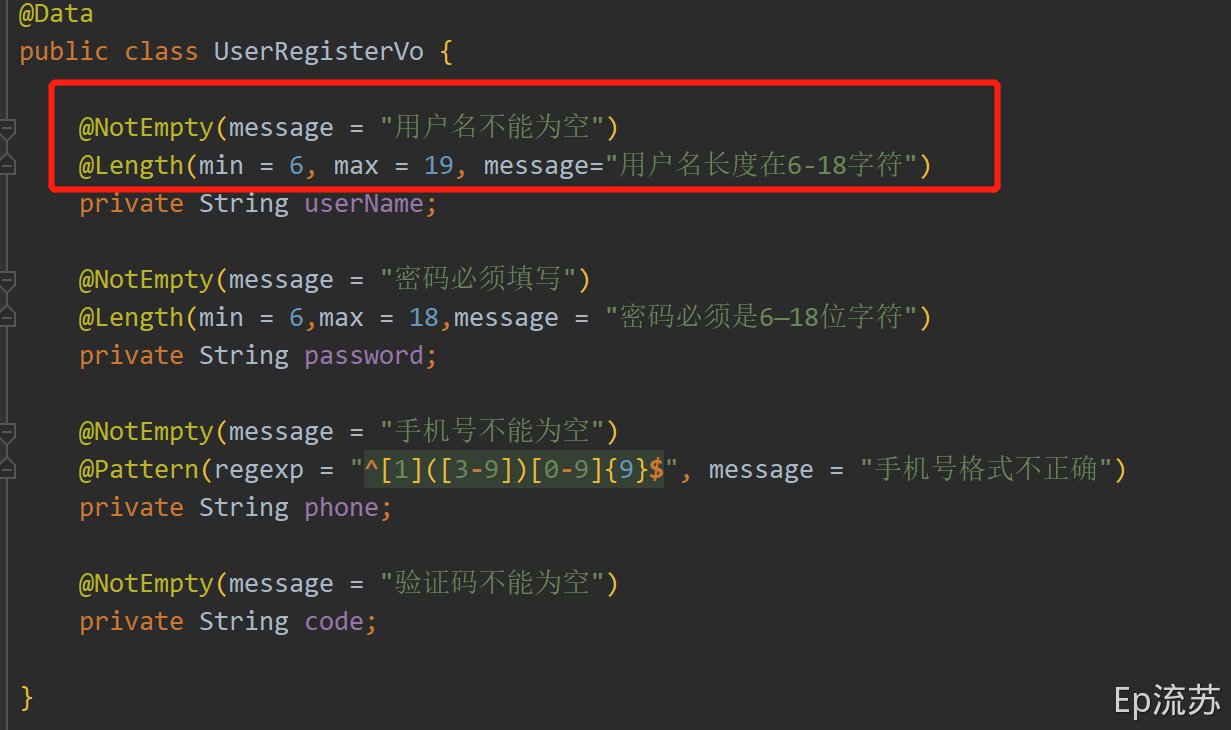 @Data
public class UserRegisterVo {
@NotEmpty(message = "用户名不能为空")
@Length(min = 6, max = 19, message="用户名长度在6-18字符")
private String userName;
@NotEmpty(message = "密码必须填写")
@Length(min = 6,max = 18,message = "密码必须是6—18位字符")
private String password;
@NotEmpty(message = "手机号不能为空")
@Pattern(regexp = "^[1]([3-9])[0-9]{9}$", message = "手机号格式不正确")
private String phone;
@NotEmpty(message = "验证码不能为空")
private String code;
}
Ep流苏